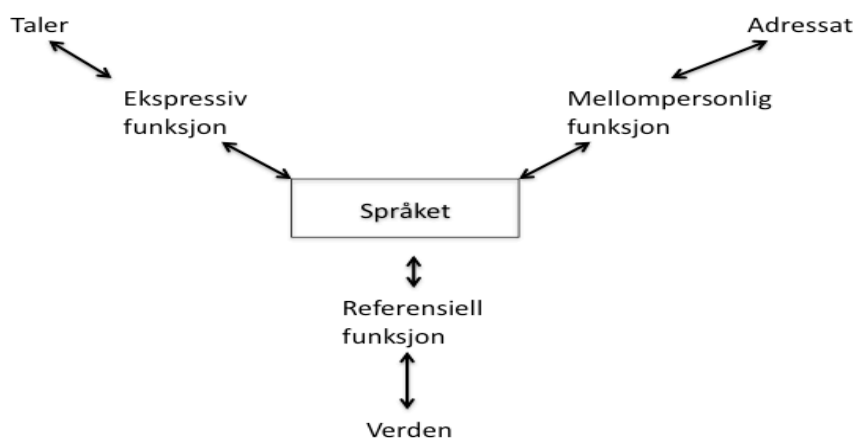 Taler
Adressat
Ekspressiv
funksjon
Mellompersonlig
funksjon
Språket
Referensiell
funksjon
Verden